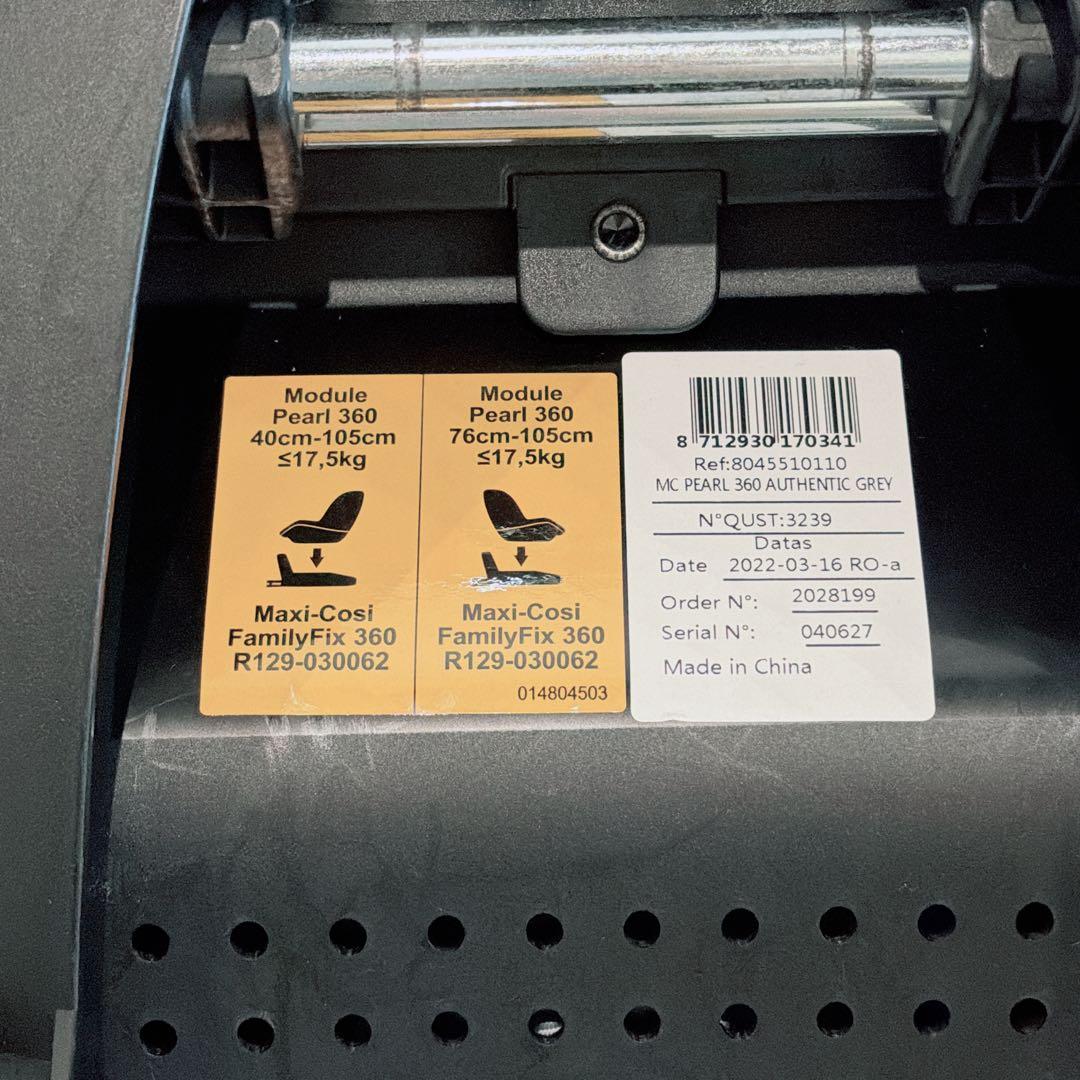 Module
Pearl 360
40cm-105cm
≤17,5kg
Maxi-Cosi
FamilyFix 360
R129-030062
Module
Pearl 360
76cm-105cm
≤17,5kg
Maxi-Cosi
FamilyFix 360
R129-030062
014804503
8 712930 170341
Ref:8045510110
MC PEARL 360 AUTHENTIC GREY
N°QUST:3239
Datas
Date 2022-03-16 RO-a
Order N°: 2028199
Serial N°: 040627
Made in China